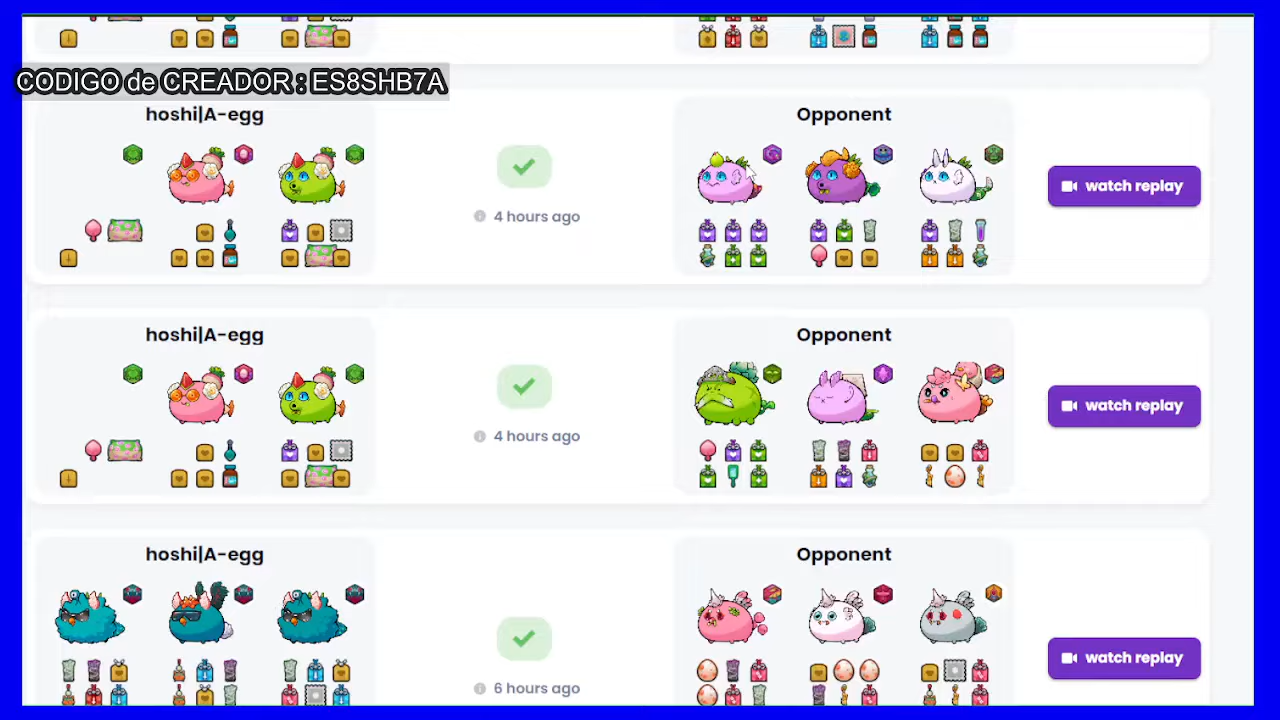 CODIGO de CREADOR : ES8SHB7A
hoshi|A-egg
Opponent
4 hours ago
watch replay
hoshi|A-egg
Opponent
4 hours ago
watch replay
hoshi|A-egg
Opponent
6 hours ago
watch replay